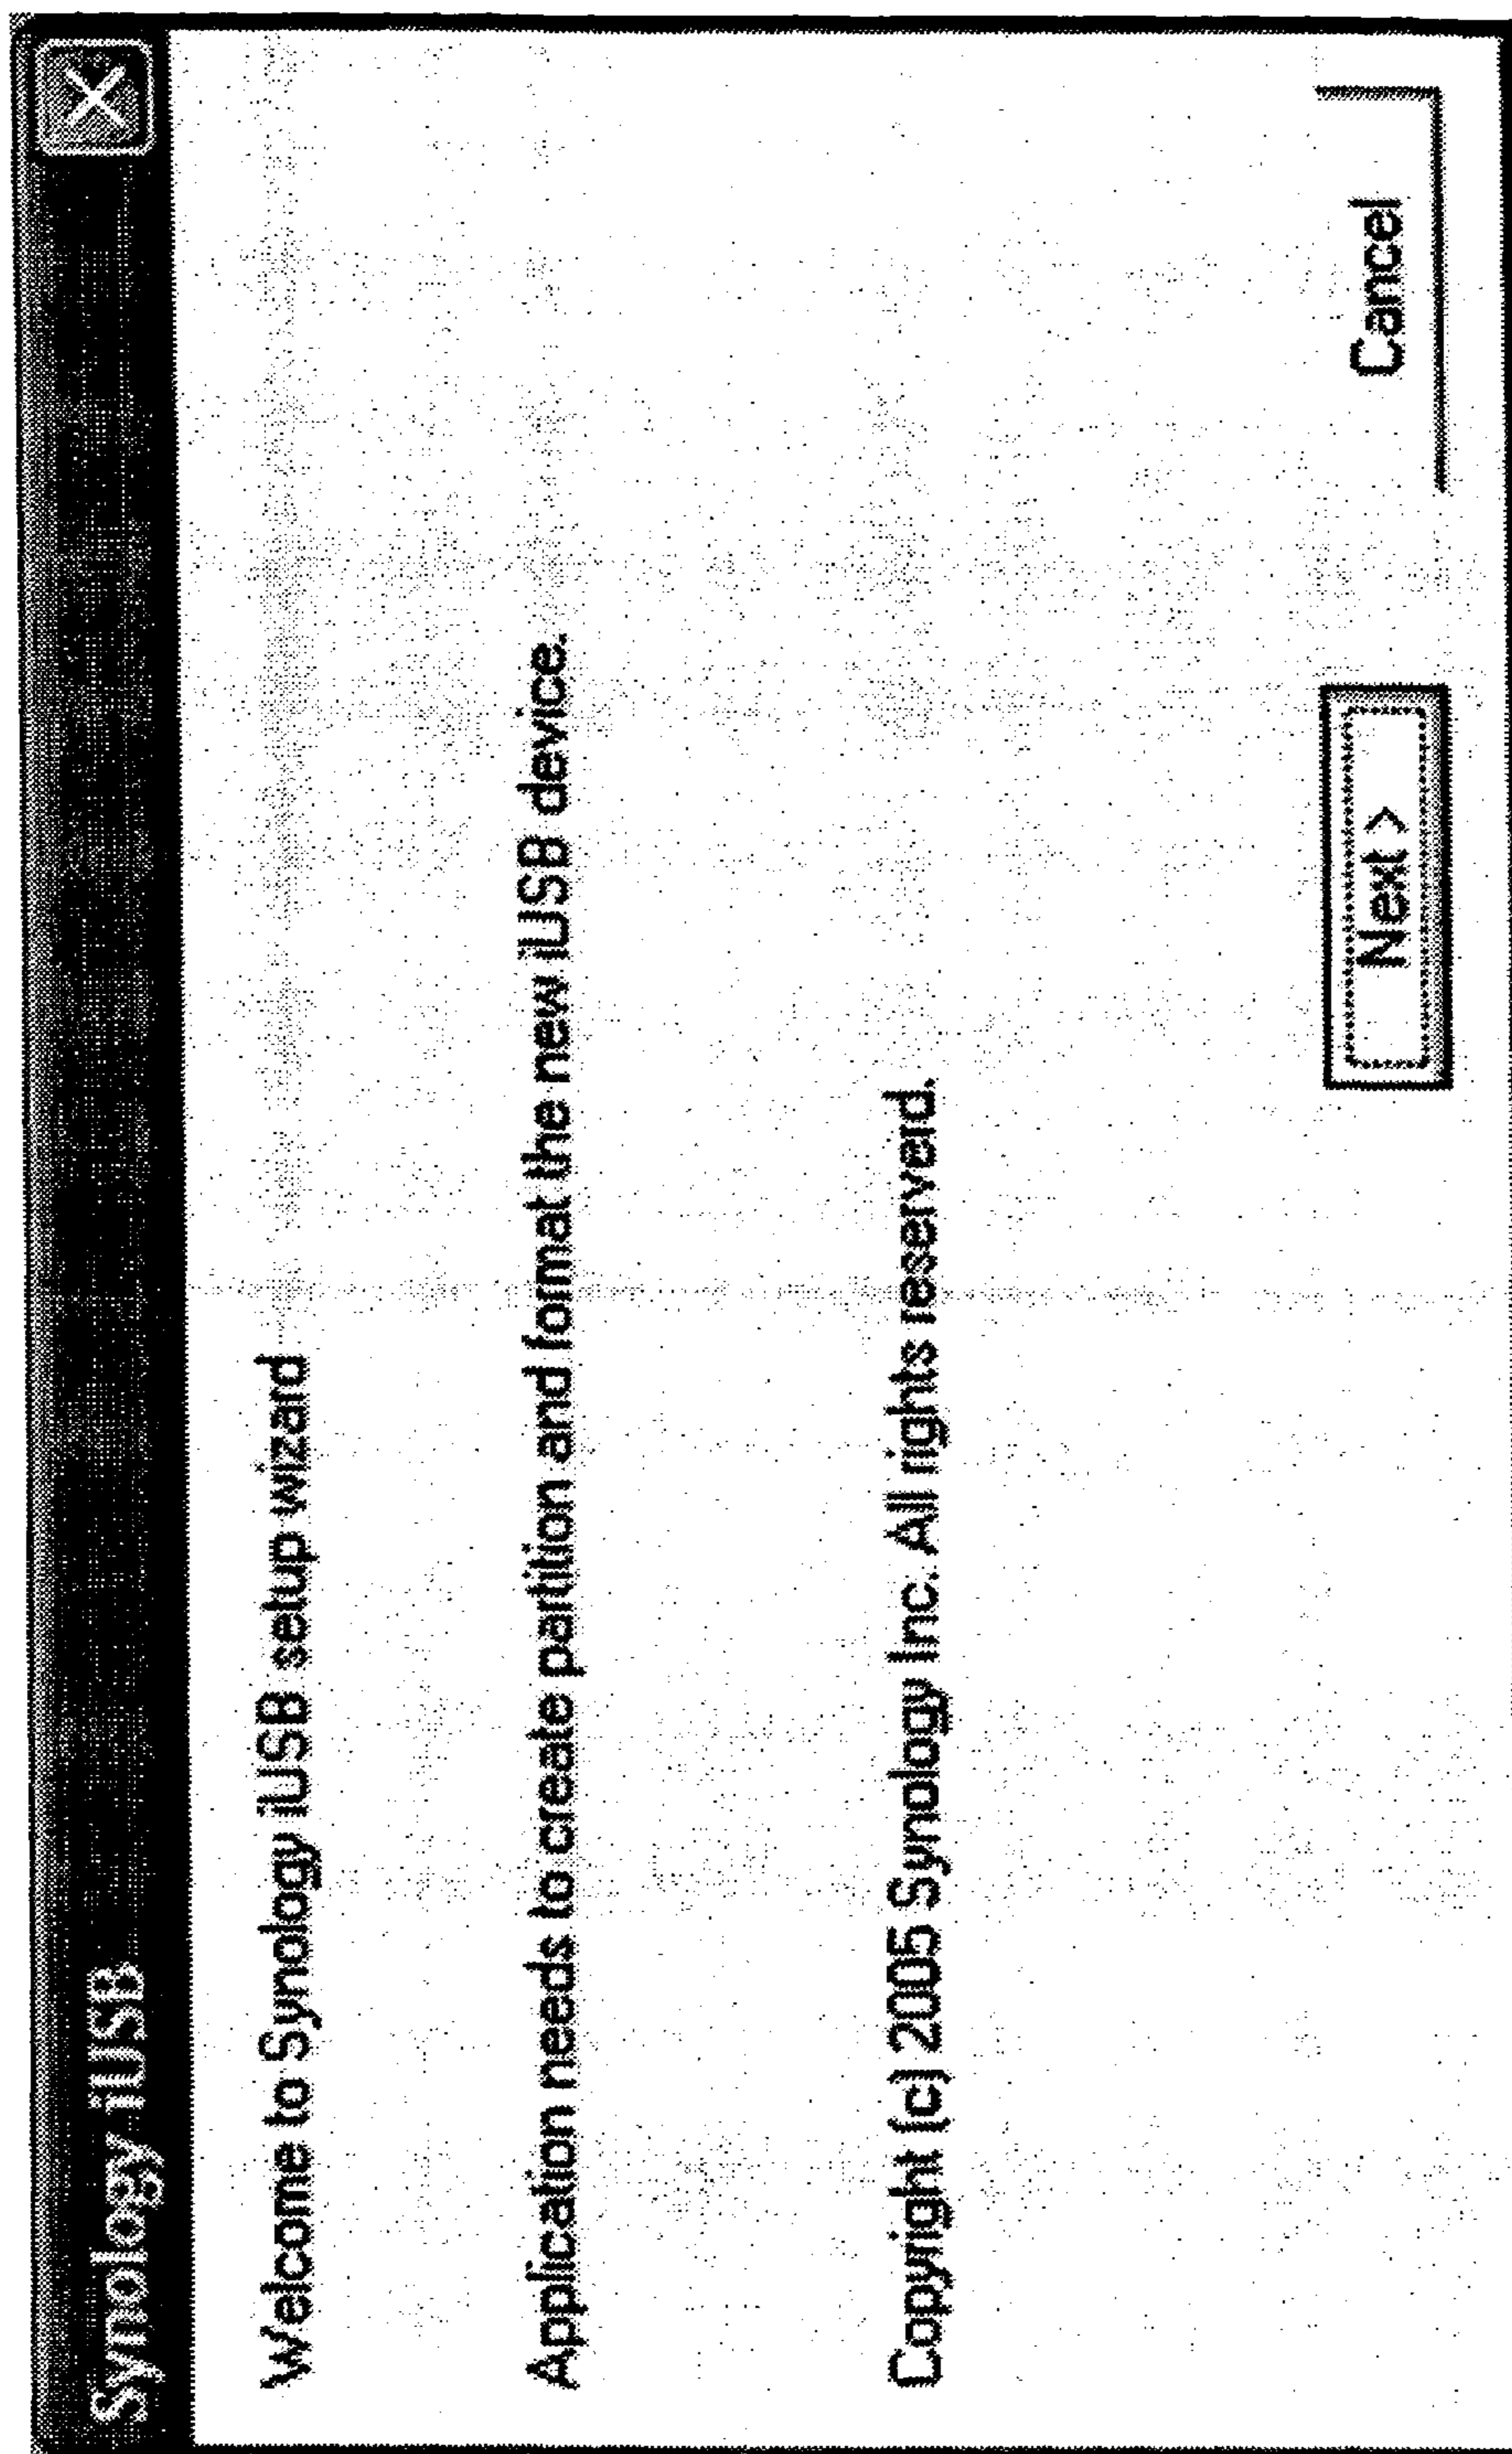 Synology iUSB
Welcome to Synology iUSB setup wizard
Application needs to create partition and format the new iUSB device.
Copyright (c) 2005 Synology Inc. All rights reserverd.
Next >
Cancel